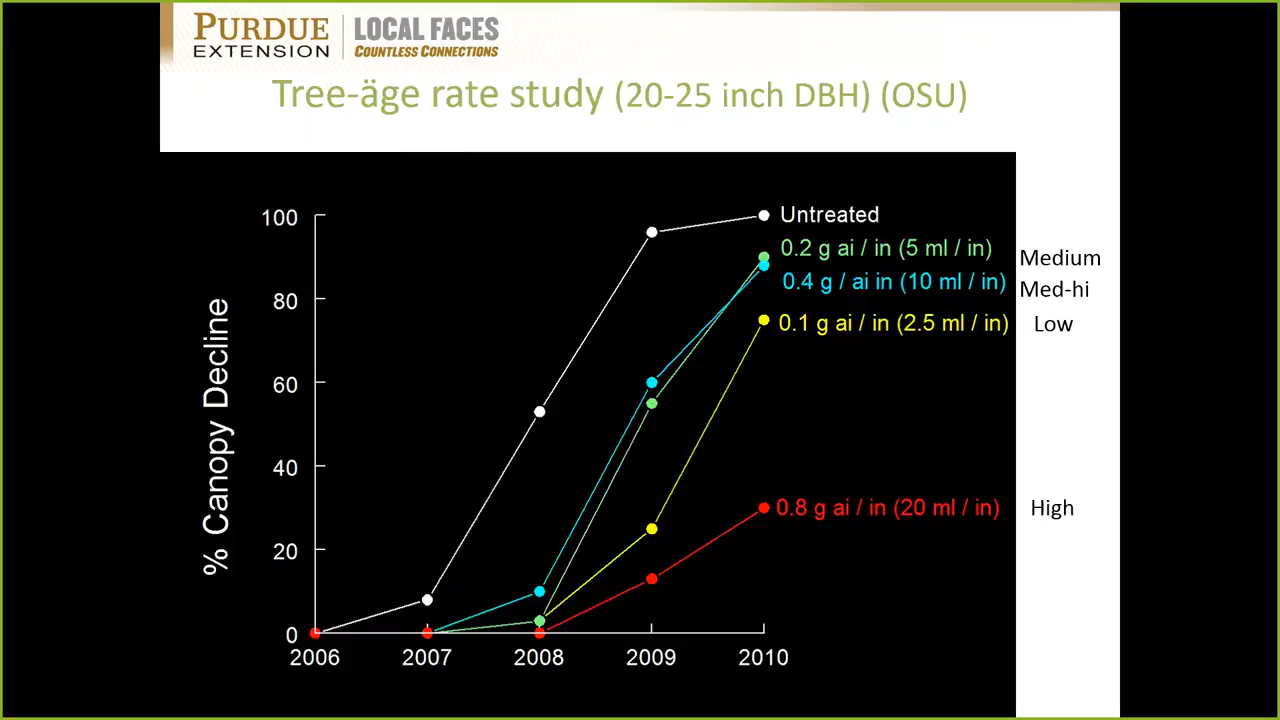 PURDUE
EXTENSION
LOCAL FACES
COUNTLESS CONNECTIONS
Tree-äge rate study (20-25 inch DBH) (OSU)
% Canopy Decline
100
80
60
40
20
0
2006 2007 2008 2009 2010
Untreated
0.2 g ai / in (5 ml / in) Medium
0.4 g / ai in (10 ml / in) Med-hi
0.1 g ai / in (2.5 ml / in) Low
0.8 g ai / in (20 ml / in) High